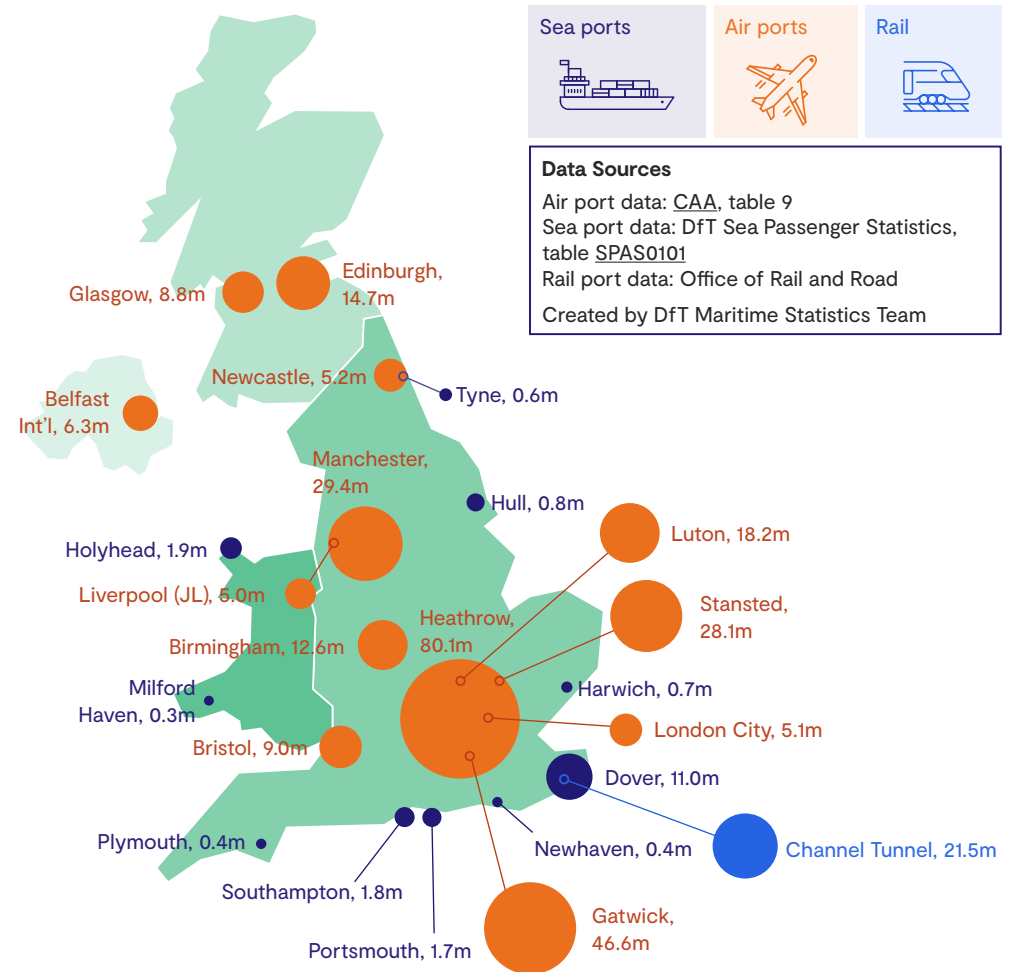 Sea ports
Air ports
Rail
Data Sources
Air port data: CAA, table 9
Sea port data: DfT Sea Passenger Statistics,
table SPAS0101
Rail port data: Office of Rail and Road
Created by DfT Maritime Statistics Team
Edinburgh,
14.7m
Glasgow, 8.8m
Newcastle, 5.2m
Tyne, 0.6m
Belfast
Int'l, 6.3m
Manchester,
29.4m
Hull, 0.8m
Luton, 18.2m
Holyhead, 1.9m
Liverpool (JL), 5.0m
Stansted,
28.1m
Heathrow,
80.1m
Birmingham, 12.6m
Milford
Haven, 0.3m
Harwich, 0.7m
London City, 5.1m
Bristol, 9.0m
Dover, 11.0m
Plymouth, 0.4m
Newhaven, 0.4m
Channel Tunnel, 21.5m
Southampton, 1.8m
Gatwick,
46.6m
Portsmouth, 1.7m